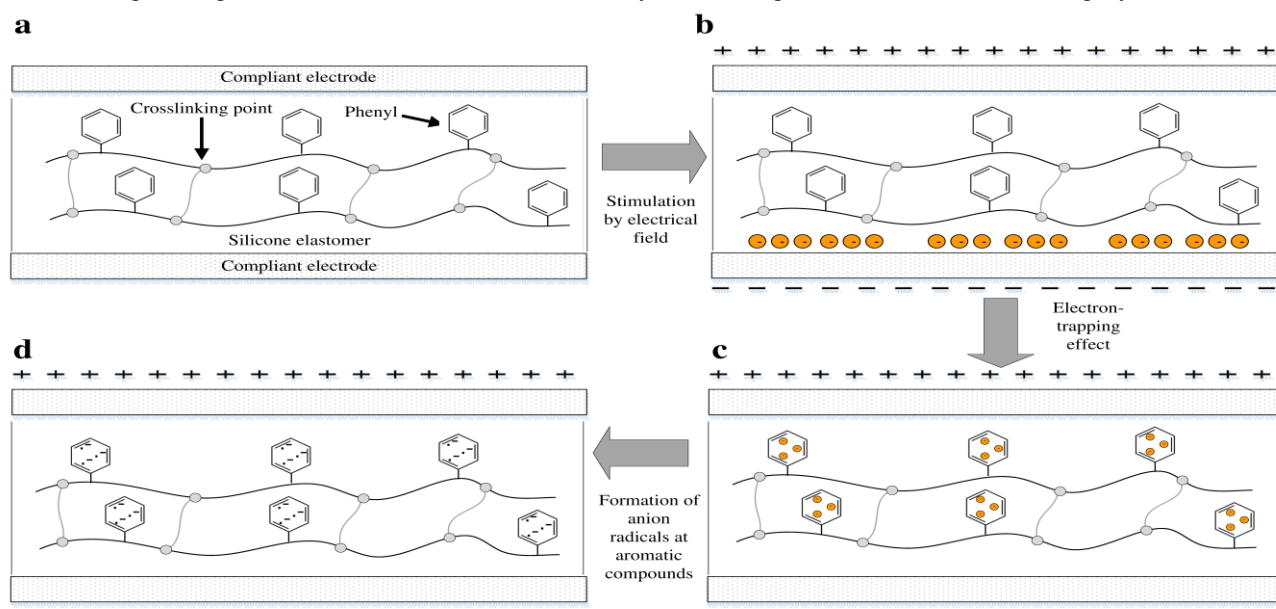 a
Compliant electrode
Crosslinking point
Phenyl
Silicone elastomer
Compliant electrode
Stimulation
by electrical
field
b
Electron-
trapping
effect
c
Formation of
anion
radicals at
aromatic
compounds
d